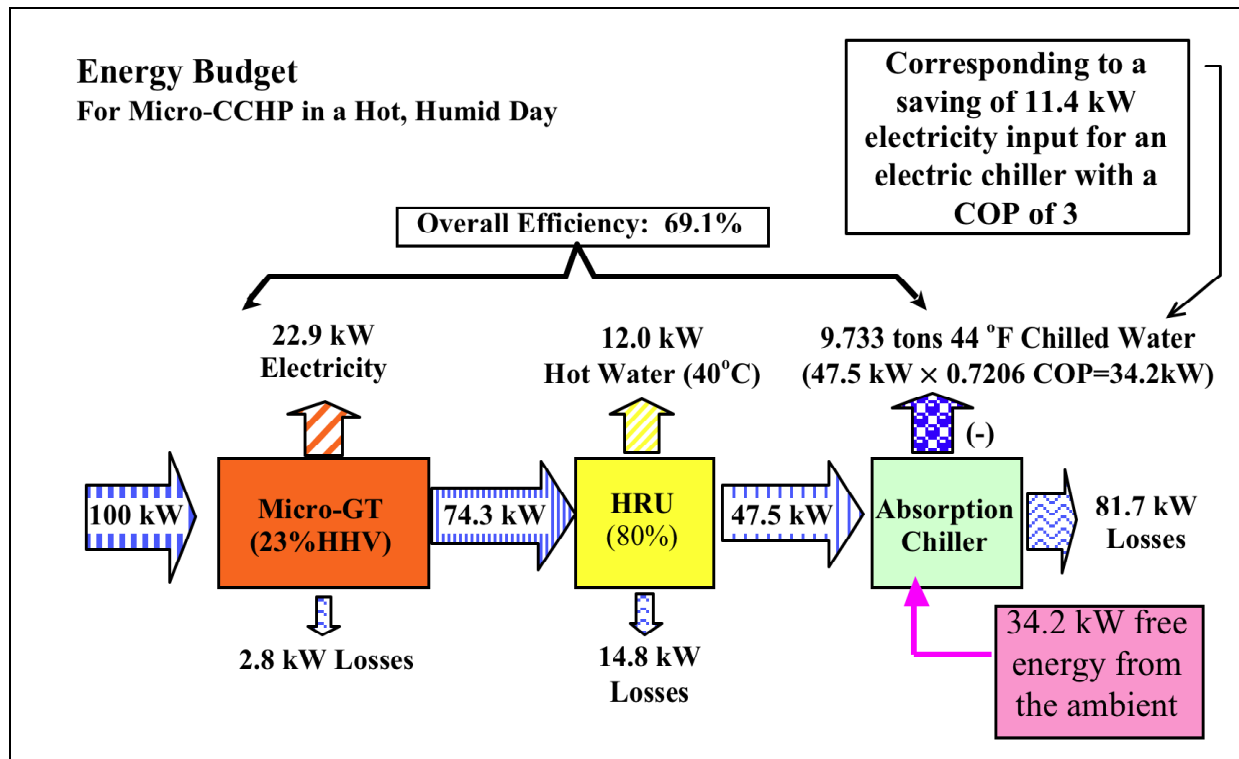 Energy Budget
For Micro-CCHP in a Hot, Humid Day
Corresponding to a
saving of 11.4 kW
electricity input for an
electric chiller with a
COP of 3
Overall Efficiency:  69.1%
22.9 kW
Electricity
12.0 kW
Hot Water (40°C)
9.733 tons 44 °F Chilled Water
(47.5 kW × 0.7206 COP=34.2kW)
(-)
100 kW
Micro-GT
(23%HHV)
74.3 kW
HRU
(80%)
47.5 kW
Absorption
Chiller
81.7 kW
Losses
2.8 kW Losses
14.8 kW
Losses
34.2 kW free
energy from
the ambient